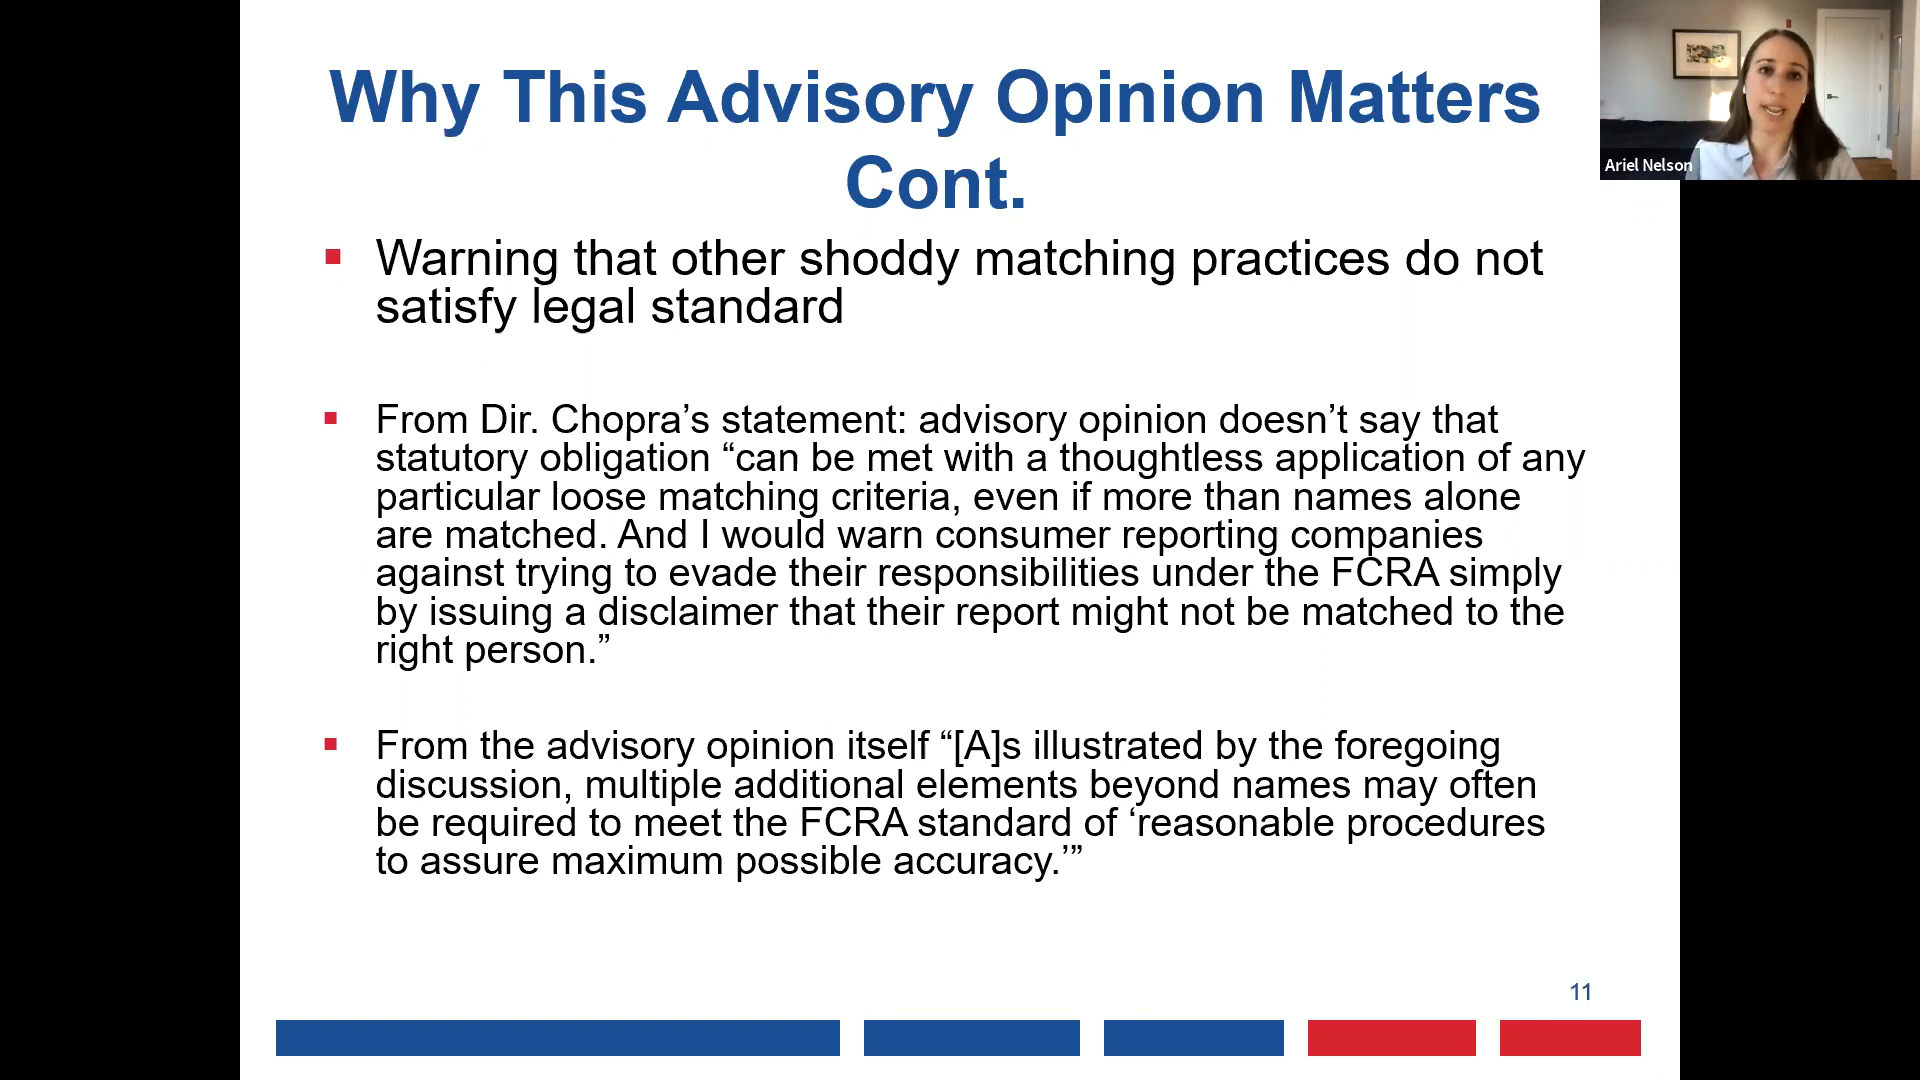 Why This Advisory Opinion Matters
Cont.
Ariel Nelson
▪ Warning that other shoddy matching practices do not
satisfy legal standard
▪ From Dir. Chopra’s statement: advisory opinion doesn’t say that
statutory obligation “can be met with a thoughtless application of any
particular loose matching criteria, even if more than names alone
are matched. And I would warn consumer reporting companies
against trying to evade their responsibilities under the FCRA simply
by issuing a disclaimer that their report might not be matched to the
right person.”
▪ From the advisory opinion itself “[A]s illustrated by the foregoing
discussion, multiple additional elements beyond names may often
be required to meet the FCRA standard of ‘reasonable procedures
to assure maximum possible accuracy.’”
11